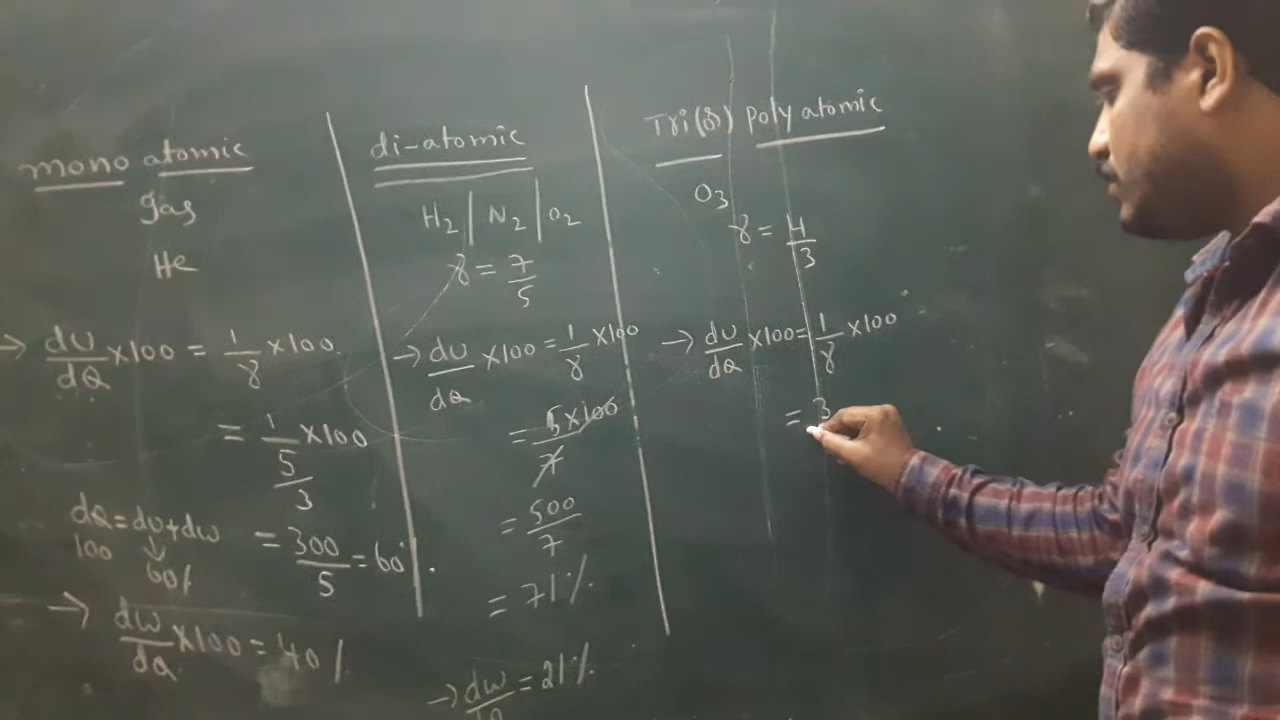 mono atomic
gas
He
→ dU/dQ ×100 = 1/γ ×100
= 1/(5/3) ×100
dQ = dU + dW
100 60%
= 300/5 = 60%
→ dW/dQ ×100 = 40%
di-atomic
H2 | N2 | O2
γ = 7/5
→ dU/dQ ×100 = 1/γ ×100
= 5×100/7
= 500/7
= 71%
→ dW/dQ = 21%
Tri (or) poly atomic
O3
γ = 4/3
→ dU/dQ ×100 = 1/γ ×100
= 3